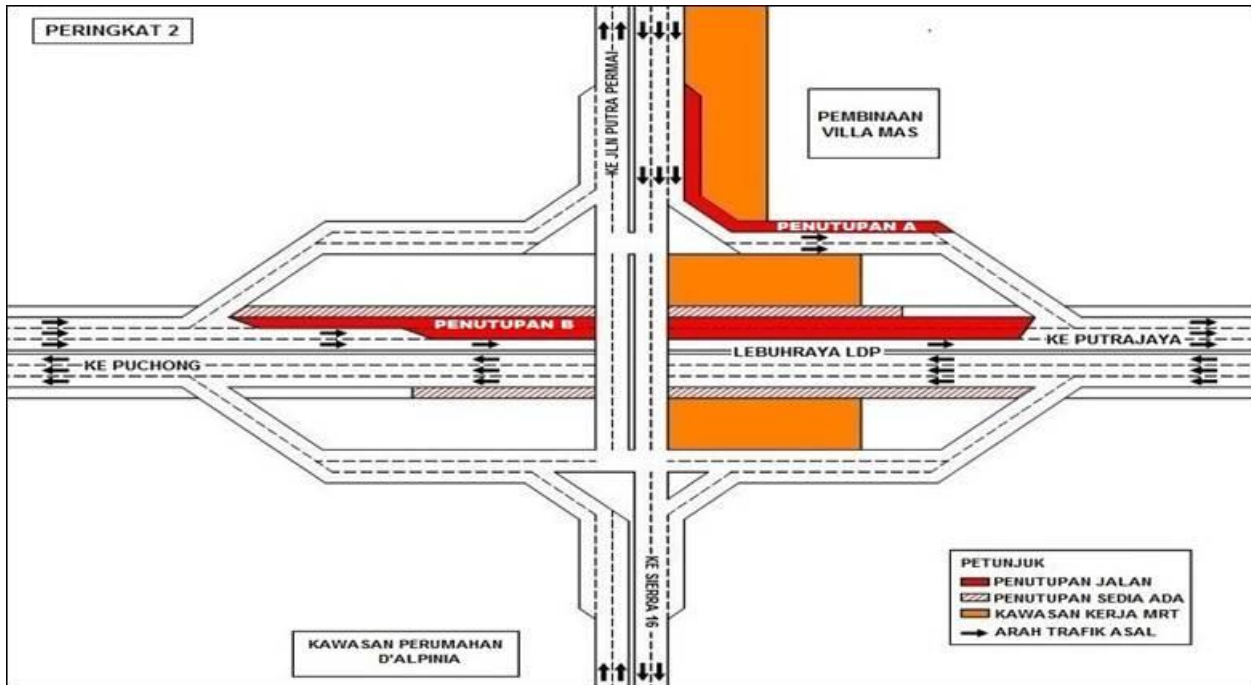 PERINGKAT 2
KE JLN PUTRA PERMAI
PEMBINAAN
VILLA MAS
PENUTUPAN A
PENUTUPAN B
KE PUTRAJAYA
LEBUHRAYA LDP
KE PUCHONG
KE SIERRA 16
KAWASAN PERUMAHAN
D'ALPINIA
PETUNJUK
PENUTUPAN JALAN
PENUTUPAN SEDIA ADA
KAWASAN KERJA MRT
ARAH TRAFIK ASAL